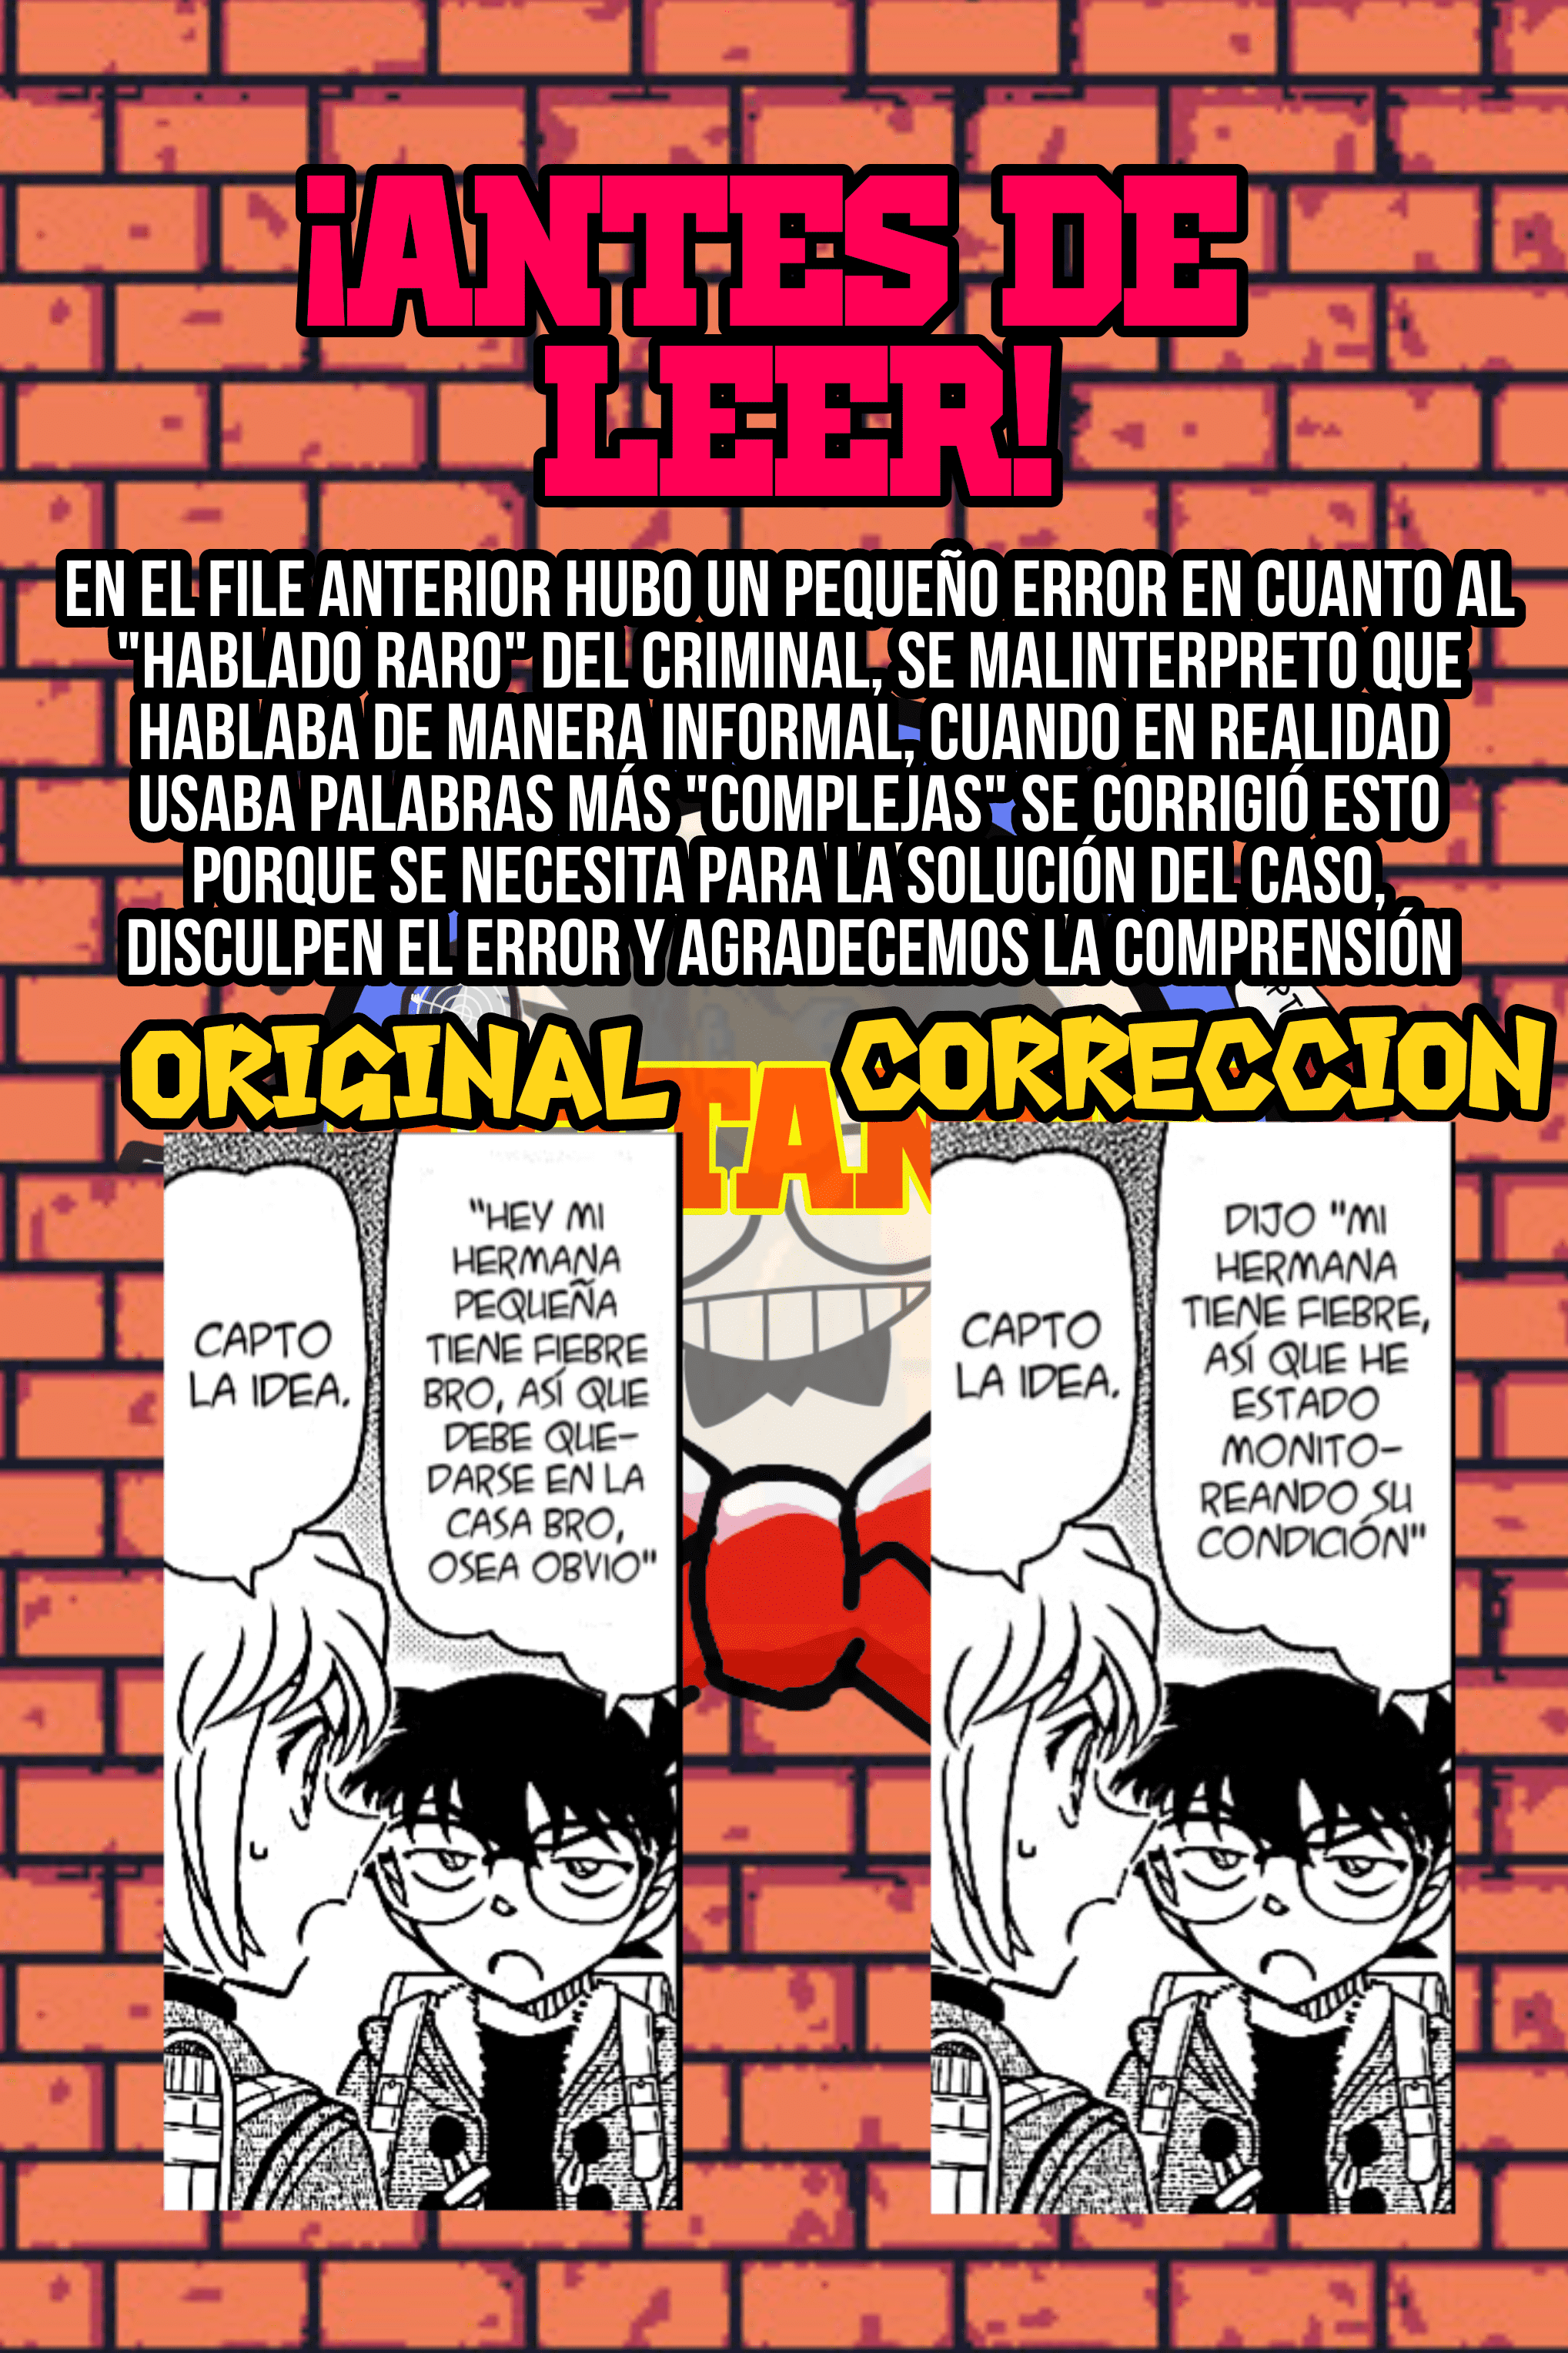 ¡ANTES DE
LEER!
EN EL FILE ANTERIOR HUBO UN PEQUEÑO ERROR EN CUANTO AL
"HABLADO RARO" DEL CRIMINAL, SE MALINTERPRETO QUE
HABLABA DE MANERA INFORMAL, CUANDO EN REALIDAD
USABA PALABRAS MÁS "COMPLEJAS" SE CORRIGIÓ ESTO
PORQUE SE NECESITA PARA LA SOLUCIÓN DEL CASO,
DISCULPEN EL ERROR Y AGRADECEMOS LA COMPRENSIÓN
ORIGINAL
"HEY MI
HERMANA
PEQUEÑA
TIENE FIEBRE
BRO, ASÍ QUE
DEBE QUE-
DARSE EN LA
CASA BRO,
OSEA OBVIO"
CAPTO
LA IDEA.
CORRECCION
DIJO "MI
HERMANA
TIENE FIEBRE,
ASÍ QUE HE
ESTADO
MONITO-
REANDO SU
CONDICIÓN"
CAPTO
LA IDEA.